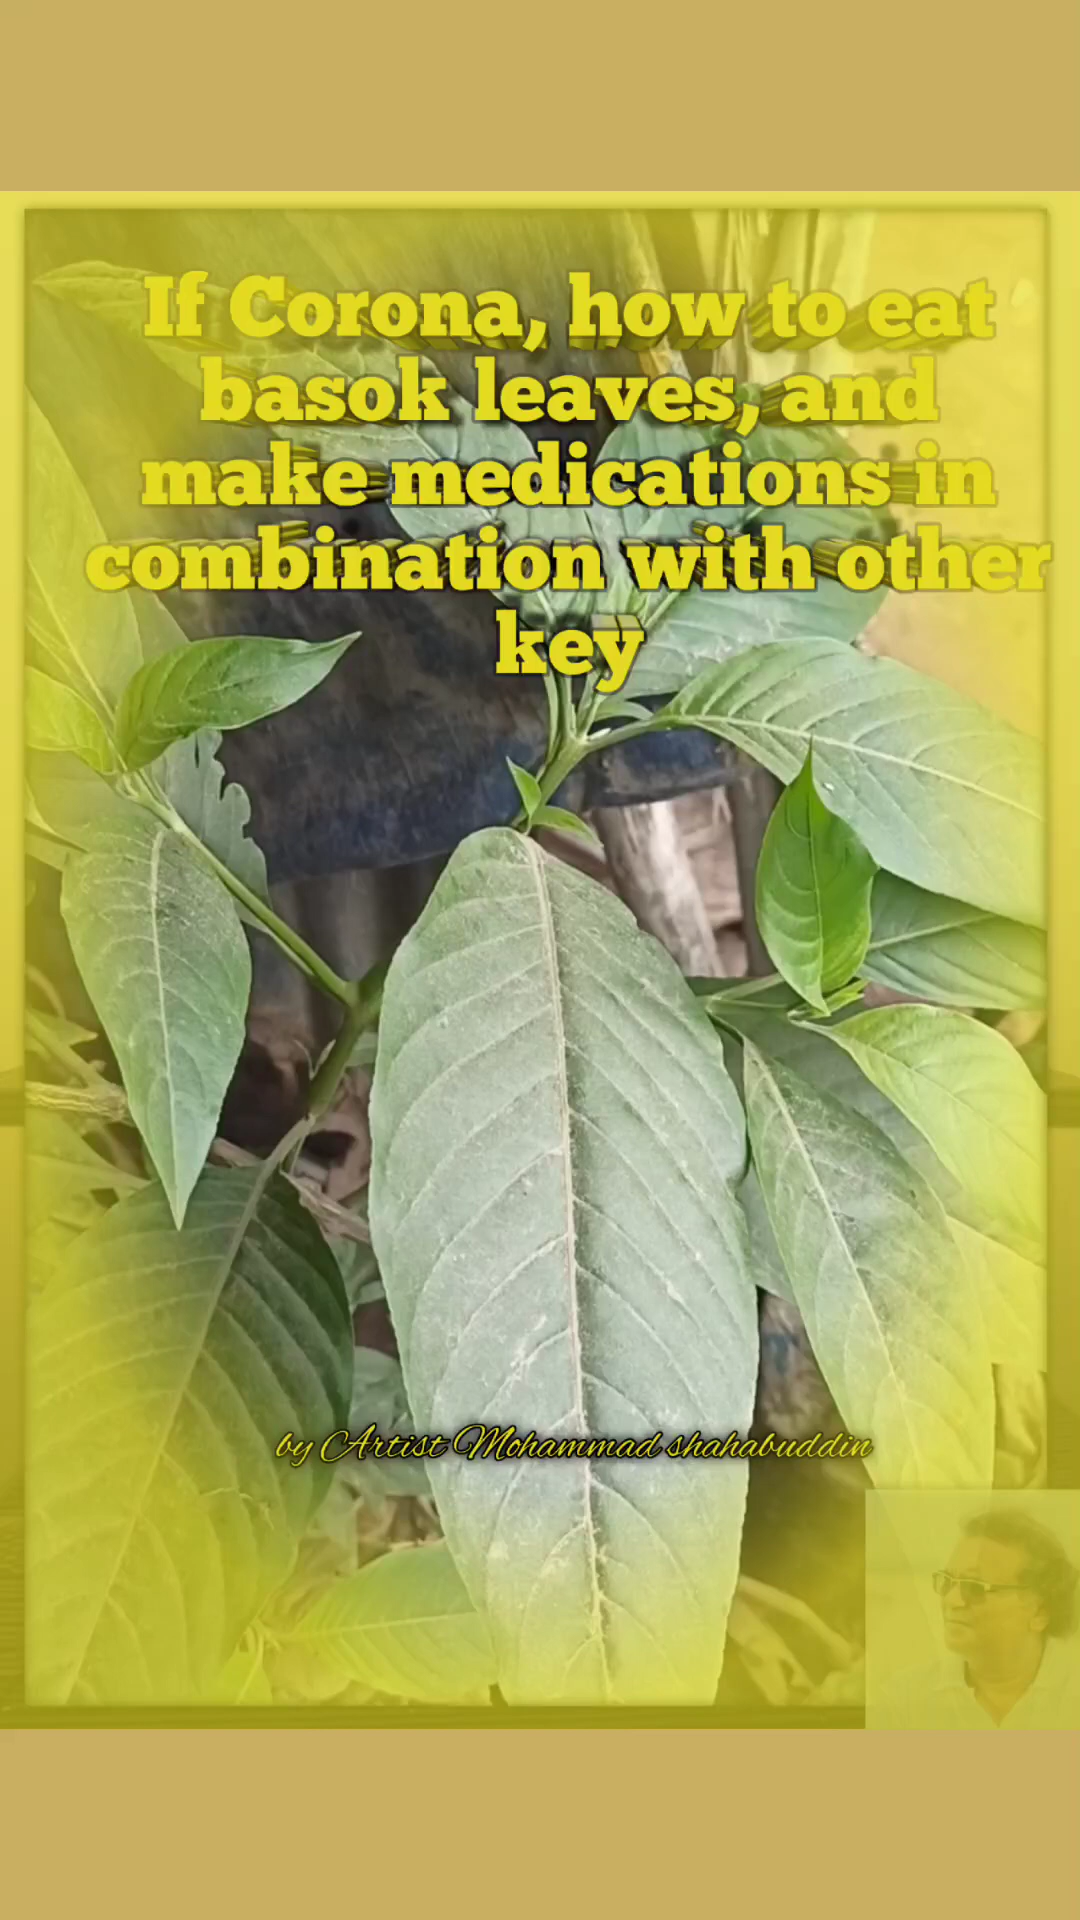 If Corona, how to eat
basok leaves, and
make medications in
combination with other
key
by Artist Mohammad shahabuddin